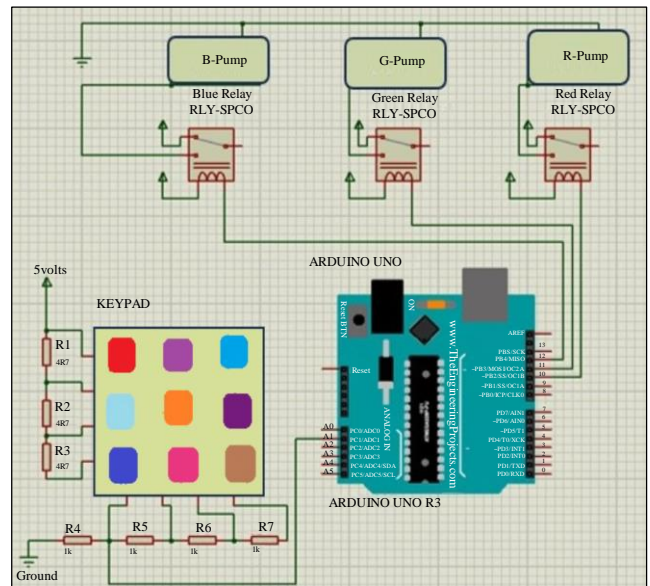 B-Pump
G-Pump
R-Pump
Blue Relay
RLY-SPCO
Green Relay
RLY-SPCO
Red Relay
RLY-SPCO
ARDUINO UNO
5volts
KEYPAD
R1
4R7
R2
4R7
R3
4R7
Reset BTN
ON
www.TheEngineeringProjects.com
Reset
ANALOG IN
AREF
13
PB5/SCK
12
PB4/MISO
11
~PB3/MOSI/OC2A
10
~PB2/SS/OC1B
9
~PB1/SS/OC1A
8
~PB0/ICP/CLK0
7
PD7/AIN1
6
~PD6/AIN0
5
~PD5/T1
4
PD4/T0/XCK
3
~PD3/INT1
2
PD2/INT0
1
PD1/TXD
0
PD0/RXD
A0
PC0/ADC0
A1
PC1/ADC1
A2
PC2/ADC2
A3
PC3/ADC3
A4
PC4/ADC4/SDA
A5
PC5/ADC5/SCL
ARDUINO UNO R3
R4
1k
R5
1k
R6
1k
R7
1k
Ground